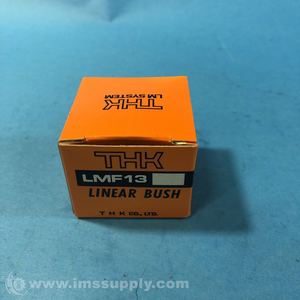 THK
LM SYSTEM
THK
LMF13
LINEAR BUSH
T H K CO., LTD.
© www.imssupply.com